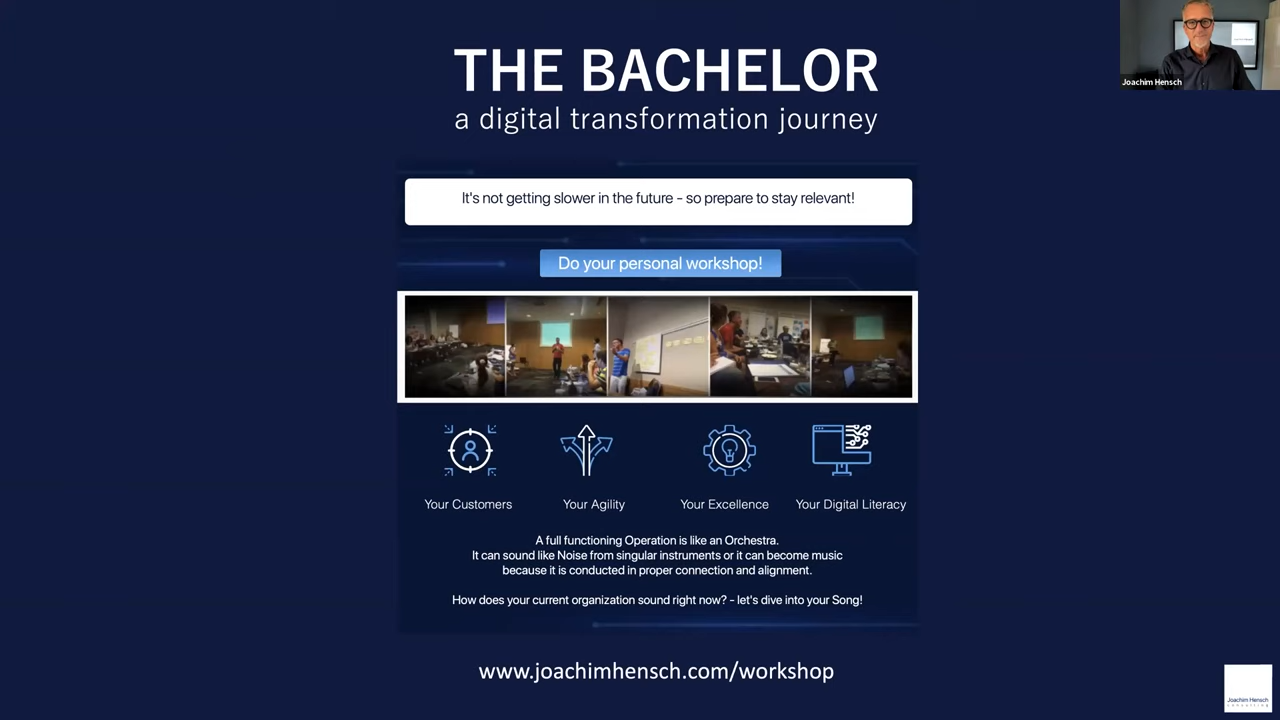 THE BACHELOR
a digital transformation journey
Joachim Hensch
It's not getting slower in the future - so prepare to stay relevant!
Do your personal workshop!
Your Customers
Your Agility
Your Excellence
Your Digital Literacy
A full functioning Operation is like an Orchestra.
It can sound like Noise from singular instruments or it can become music
because it is conducted in proper connection and alignment.
How does your current organization sound right now? - let's dive into your Song!
www.joachimhensch.com/workshop
Joachim Hensch
consulting